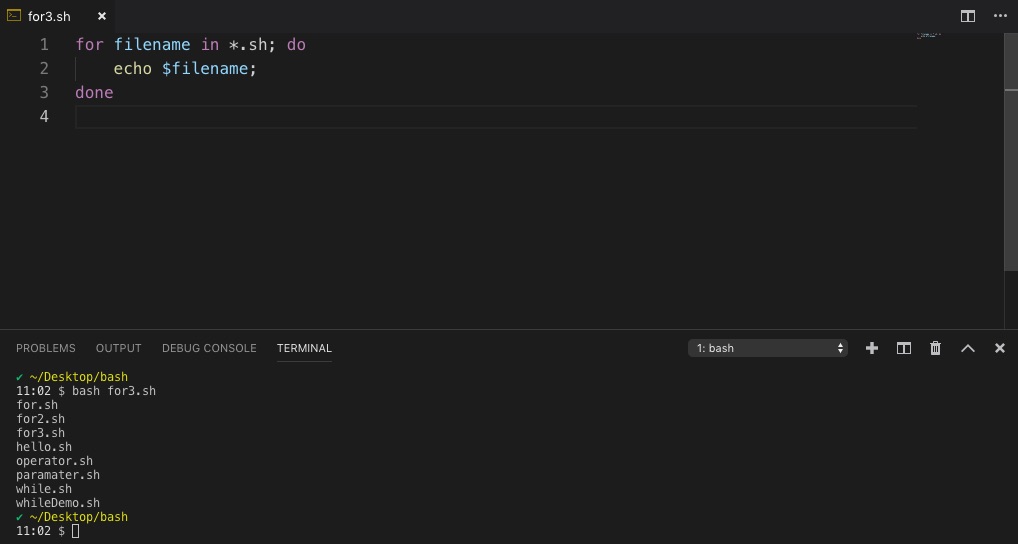 for3.sh
1 for filename in *.sh; do
2     echo $filename;
3 done
4
PROBLEMS OUTPUT DEBUG CONSOLE TERMINAL 1: bash
✔ ~/Desktop/bash
11:02 $ bash for3.sh
for.sh
for2.sh
for3.sh
hello.sh
operator.sh
paramater.sh
while.sh
whileDemo.sh
✔ ~/Desktop/bash
11:02 $